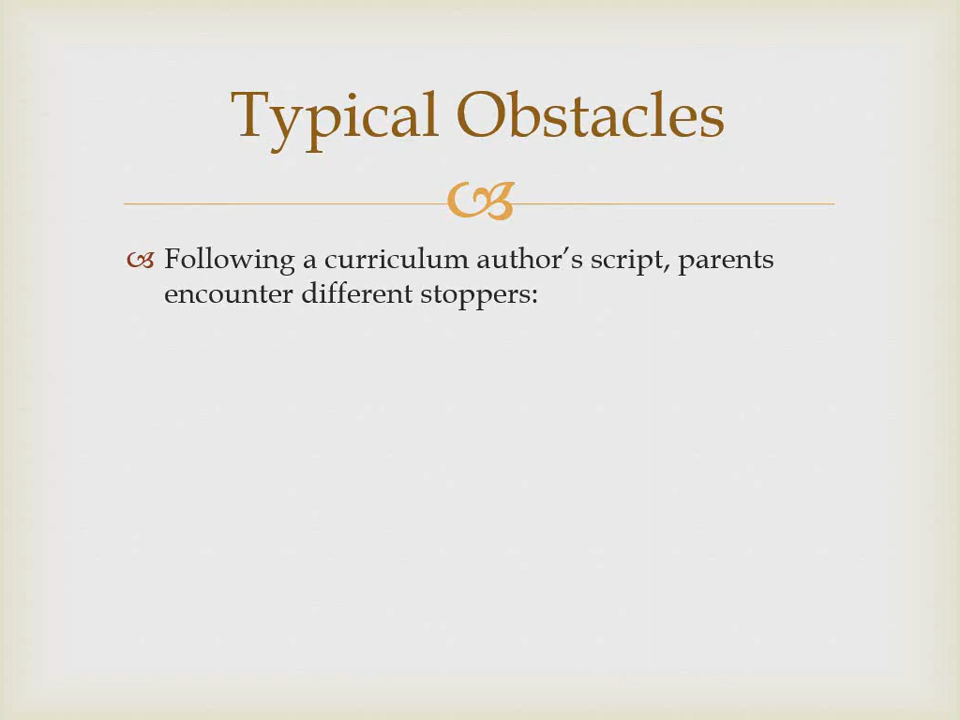 Typical Obstacles
Following a curriculum author’s script, parents
encounter different stoppers: